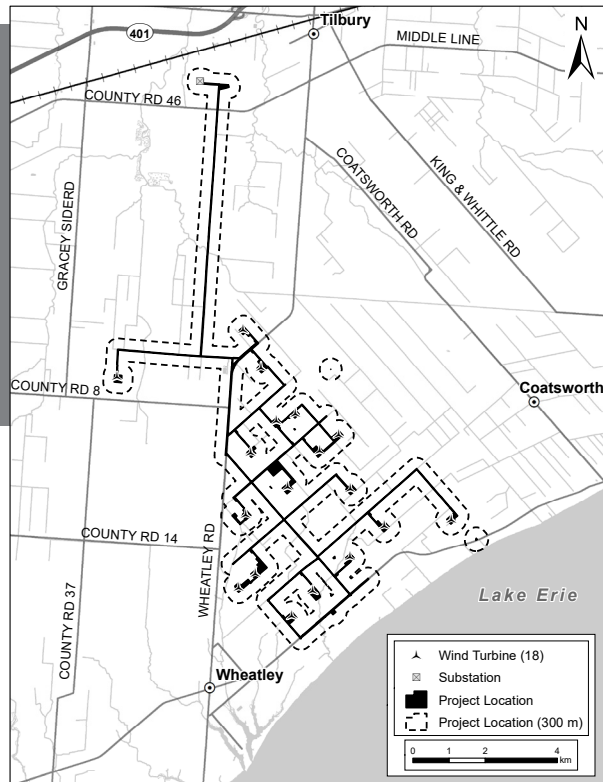 Tilbury
N
401
MIDDLE LINE
COUNTY RD 46
COATSWORTH RD
KING & WHITTLE RD
GRACEY SIDERD
COUNTY RD 8
Coatsworth
COUNTY RD 14
WHEATLEY RD
COUNTY RD 37
Lake Erie
Wheatley
Wind Turbine (18)
Substation
Project Location
Project Location (300 m)
0 1 2 4
km